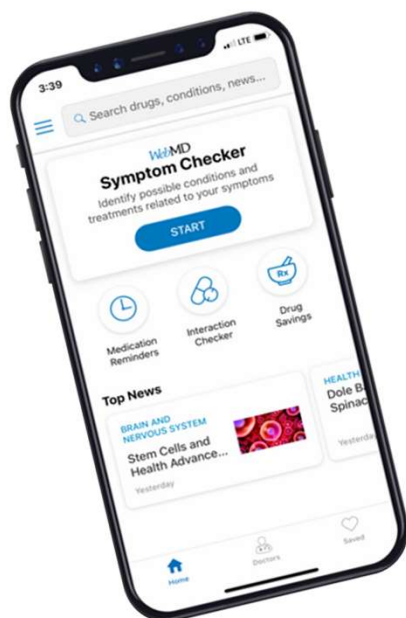 3:39
LTE
Search drugs, conditions, news...
WebMD
Symptom Checker
Identify possible conditions and
treatments related to your symptoms
START
Medication
Reminders
Interaction
Checker
Rx
Drug
Savings
Top News
BRAIN AND
NERVOUS SYSTEM
Stem Cells and
Health Advance...
Yesterday
HEALTH
Dole B
Spinac
Yesterday
Home
Doctors
Saved